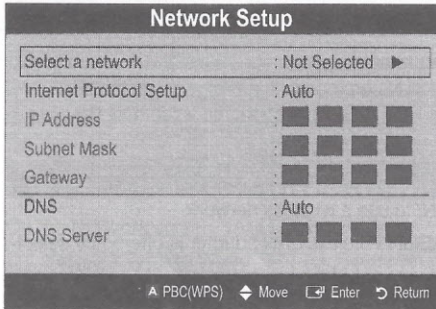 Network Setup
Select a network : Not Selected ▶
Internet Protocol Setup : Auto
IP Address :
Subnet Mask :
Gateway :
DNS : Auto
DNS Server :
A PBC(WPS) Move Enter Return